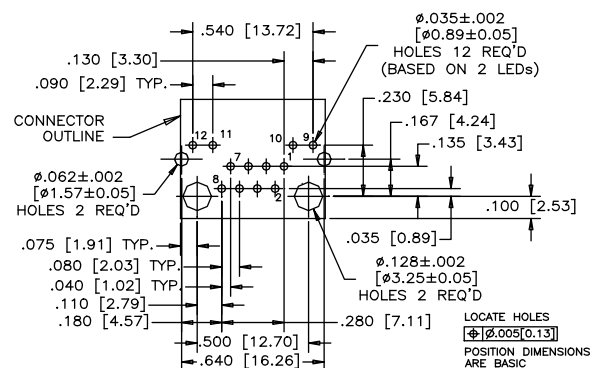 .540 [13.72]
Ø.035±.002
[Ø0.89±0.05]
HOLES 12 REQ'D
(BASED ON 2 LEDs)
.130 [3.30]
.090 [2.29] TYP.
.230 [5.84]
.167 [4.24]
.135 [3.43]
CONNECTOR
OUTLINE
12
11
10
9
7
1
8
2
Ø.062±.002
[Ø1.57±0.05]
HOLES 2 REQ'D
.100 [2.53]
.035 [0.89]
.075 [1.91] TYP.
.080 [2.03] TYP.
.040 [1.02] TYP.
.110 [2.79]
.180 [4.57]
Ø.128±.002
[Ø3.25±0.05]
HOLES 2 REQ'D
.280 [7.11]
.500 [12.70]
.640 [16.26]
LOCATE HOLES
⌖ Ø.005[0.13]
POSITION DIMENSIONS
ARE BASIC